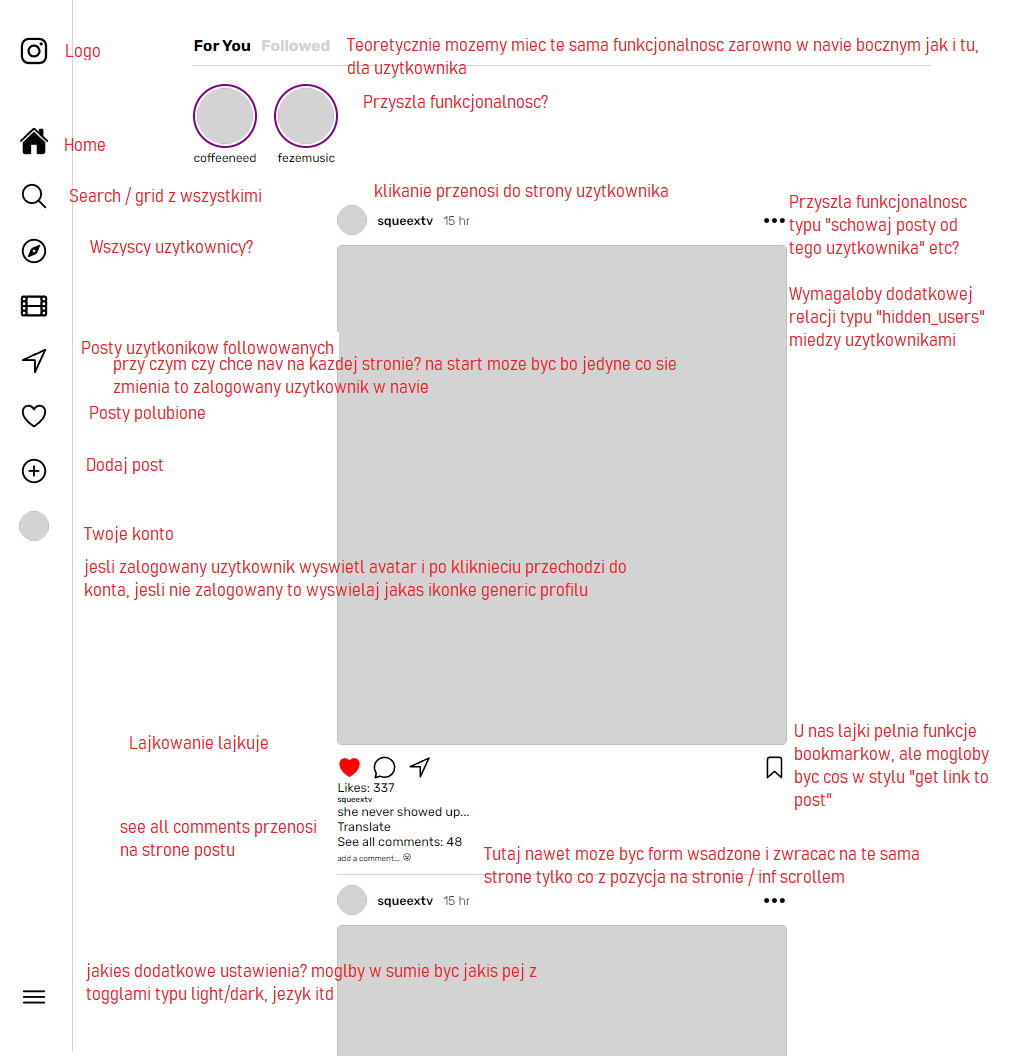 Logo
For You Followed
Teoretycznie mozemy miec te sama funkcjonalnosc zarowno w navie bocznym jak i tu,
dla uzytkownika
Przyszla funkcjonalnosc?
Home
coffeeneed fezemusic
Search / grid z wszystkimi
klikanie przenosi do strony uzytkownika
squeextv 15 hr
Przyszla funkcjonalnosc
typu "schowaj posty od
tego uzytkownika" etc?
Wszyscy uzytkownicy?
Wymagaloby dodatkowej
relacji typu "hidden_users"
miedzy uzytkownikami
Posty uzytkonikow followowanych
przy czym czy chce nav na kazdej stronie? na start moze byc bo jedyne co sie
zmienia to zalogowany uzytkownik w navie
Posty polubione
Dodaj post
Twoje konto
jesli zalogowany uzytkownik wyswietl avatar i po kliknieciu przechodzi do
konta, jesli nie zalogowany to wyswielaj jakas ikonke generic profilu
Lajkowanie lajkuje
U nas lajki pelnia funkcje
bookmarkow, ale mogloby
byc cos w stylu "get link to
post"
Likes: 337
squeextv
she never showed up...
Translate
See all comments: 48
add a comment...
see all comments przenosi
na strone postu
Tutaj nawet moze byc form wsadzone i zwracac na te sama
strone tylko co z pozycja na stronie / inf scrollem
squeextv 15 hr
jakies dodatkowe ustawienia? moglby w sumie byc jakis pej z
togglami typu light/dark, jezyk itd